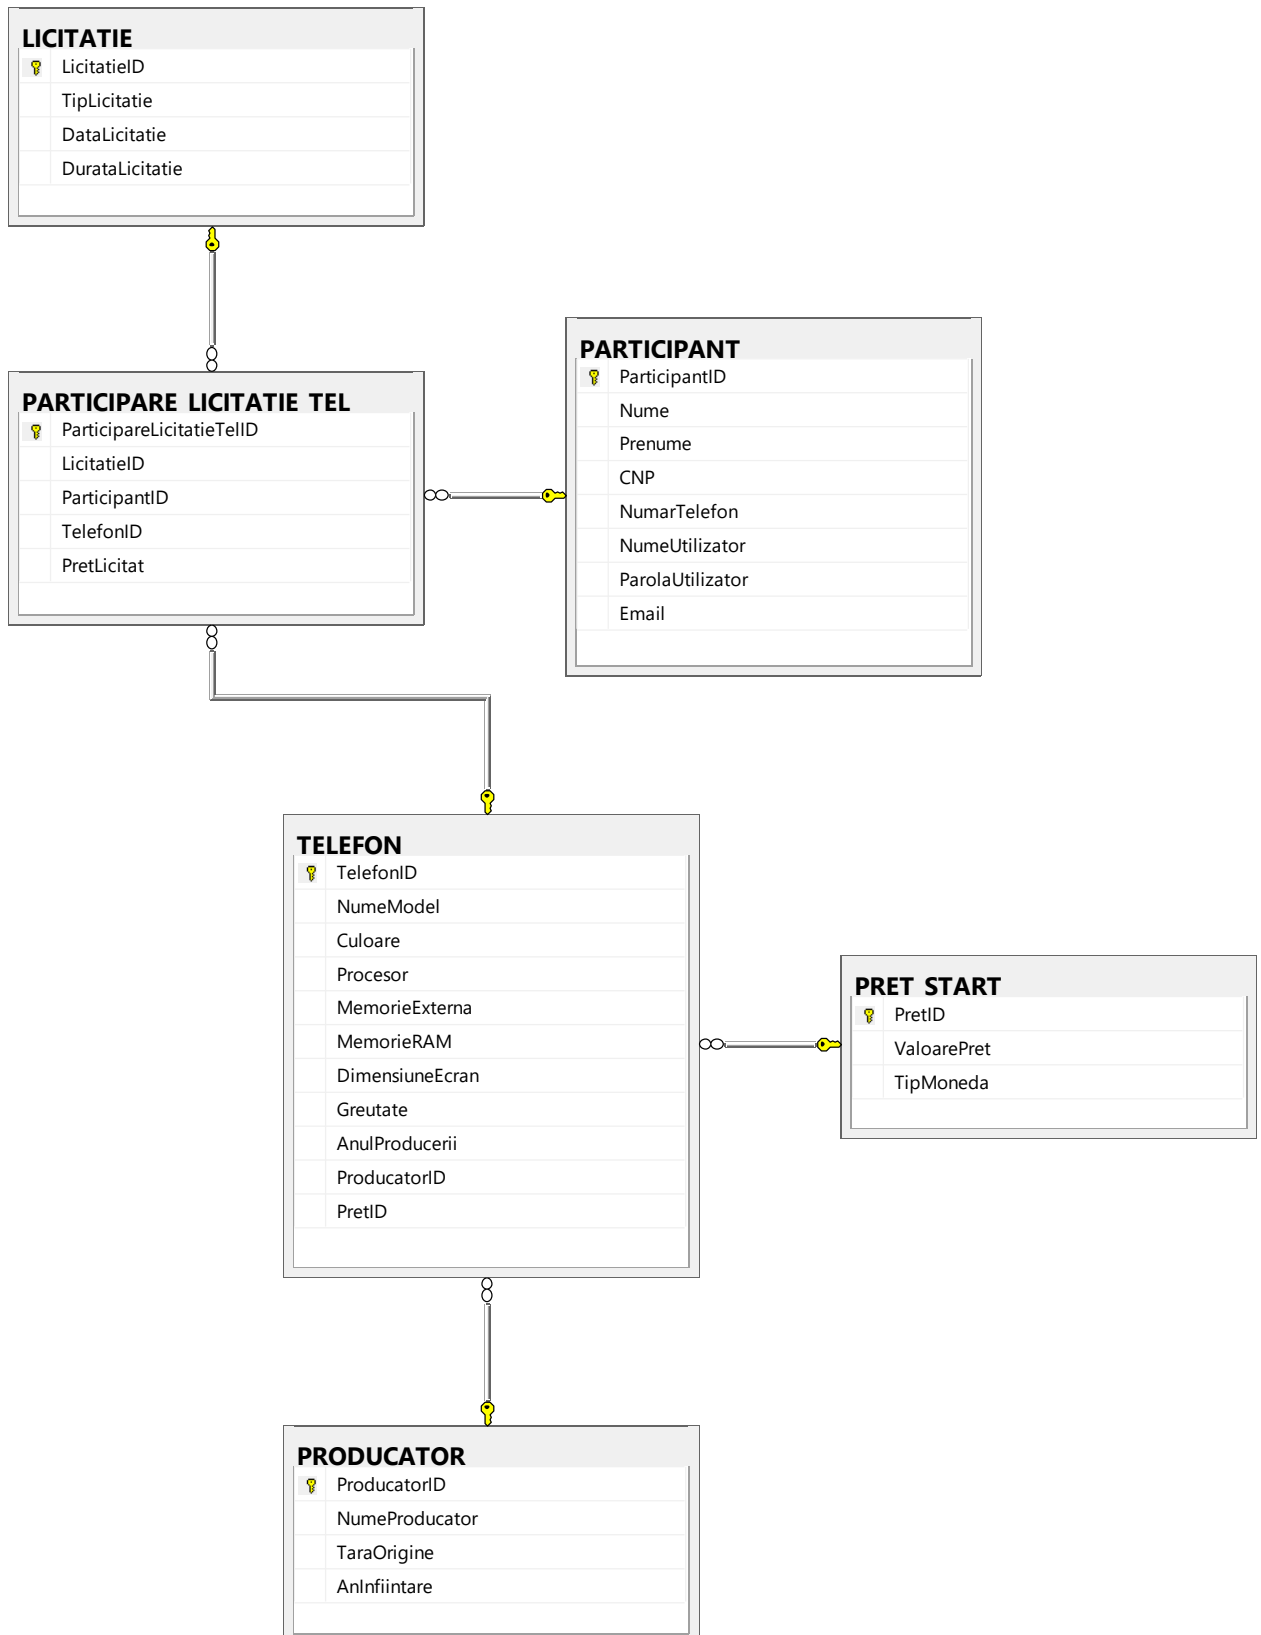 LICITATIE
LicitatieID
TipLicitatie
DataLicitatie
DurataLicitatie
PARTICIPARE_LICITATIE_TEL
ParticipareLicitatieTelID
LicitatieID
ParticipantID
TelefonID
PretLicitat
PARTICIPANT
ParticipantID
Nume
Prenume
CNP
NumarTelefon
NumeUtilizator
ParolaUtilizator
Email
TELEFON
TelefonID
NumeModel
Culoare
Procesor
MemorieExterna
MemorieRAM
DimensiuneEcran
Greutate
AnulProducerii
ProducatorID
PretID
PRET_START
PretID
ValoarePret
TipMoneda
PRODUCATOR
ProducatorID
NumeProducator
TaraOrigine
AnInfiintare